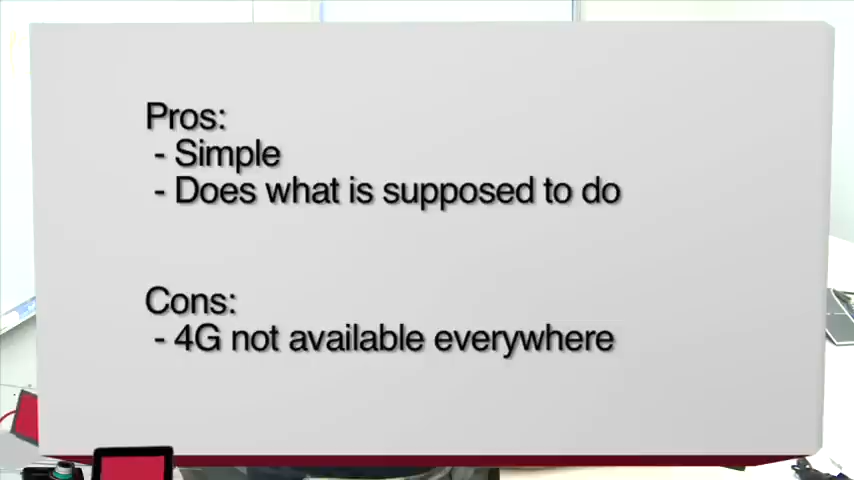 Pros:
- Simple
- Does what is supposed to do
Cons:
- 4G not available everywhere